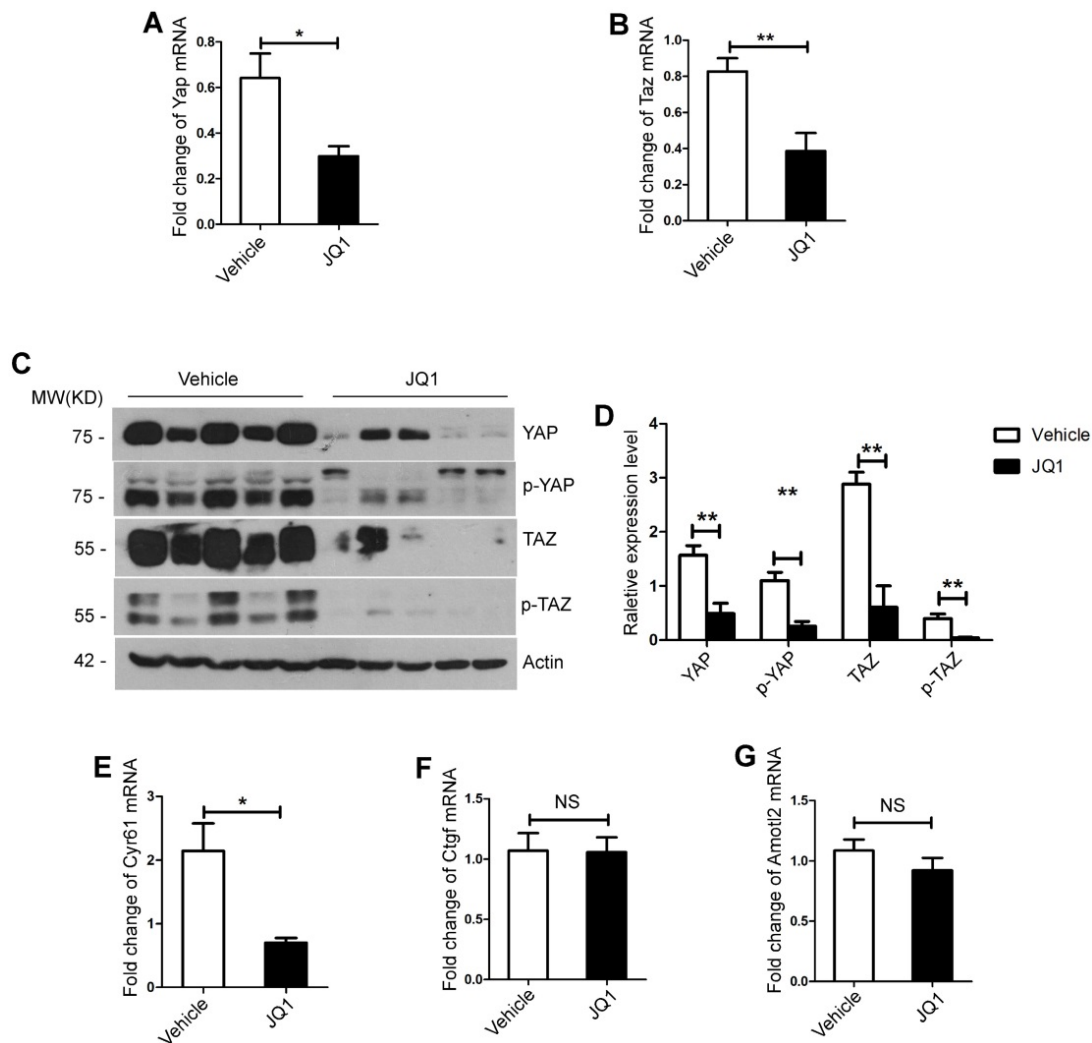 A
Fold change of Yap mRNA
0.8
0.6
0.4
0.2
0.0
*
Vehicle
JQ1
B
Fold change of Taz mRNA
1.0
0.8
0.6
0.4
0.2
0.0
**
Vehicle
JQ1
C
Vehicle
JQ1
MW(KD)
75 -
YAP
75 -
p-YAP
55 -
TAZ
55 -
p-TAZ
42 -
Actin
D
Raletive expression level
4
3
2
1
0
**
**
**
**
YAP
p-YAP
TAZ
p-TAZ
Vehicle
JQ1
E
Fold change of Cyr61 mRNA
3
2
1
0
*
Vehicle
JQ1
F
Fold change of Ctgf mRNA
1.5
1.0
0.5
0.0
NS
Vehicle
JQ1
G
Fold change of Amotl2 mRNA
1.5
1.0
0.5
0.0
NS
Vehicle
JQ1